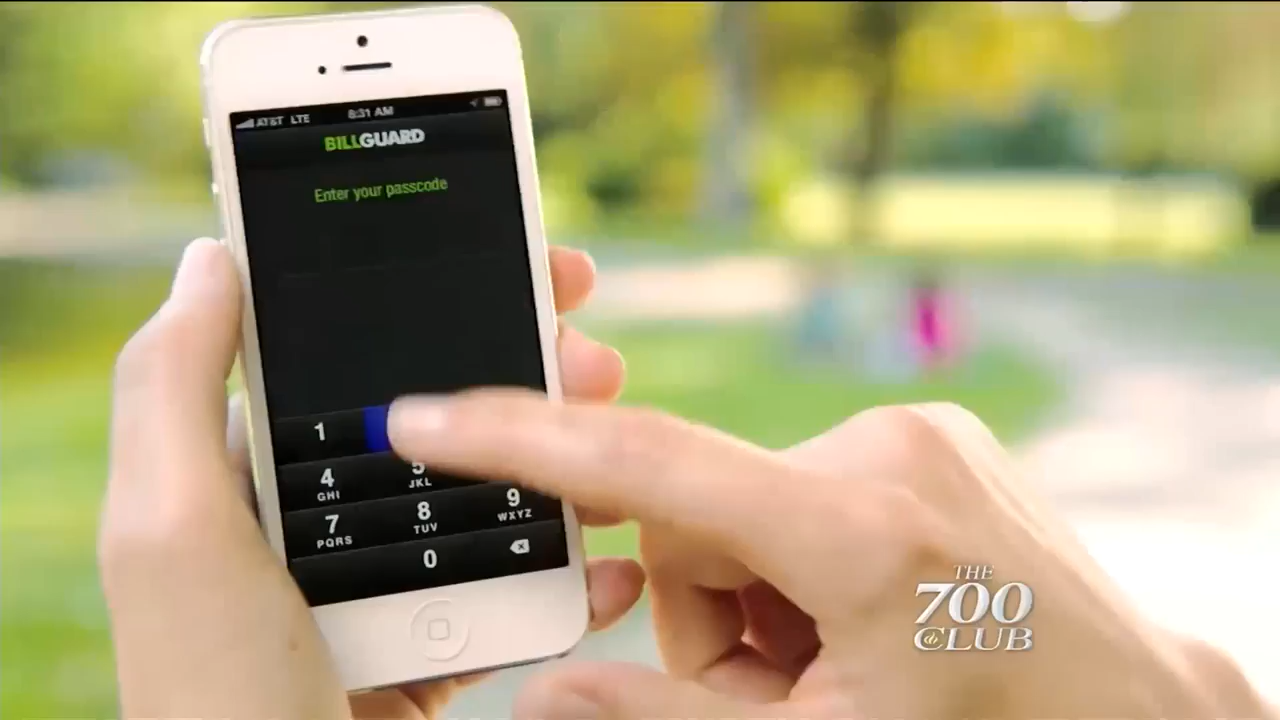 AT&T LTE 8:31 AM
BILLGUARD
Enter your passcode
1
4 5
GHI JKL
7 8 9
PQRS TUV WXYZ
0
THE
700
CLUB